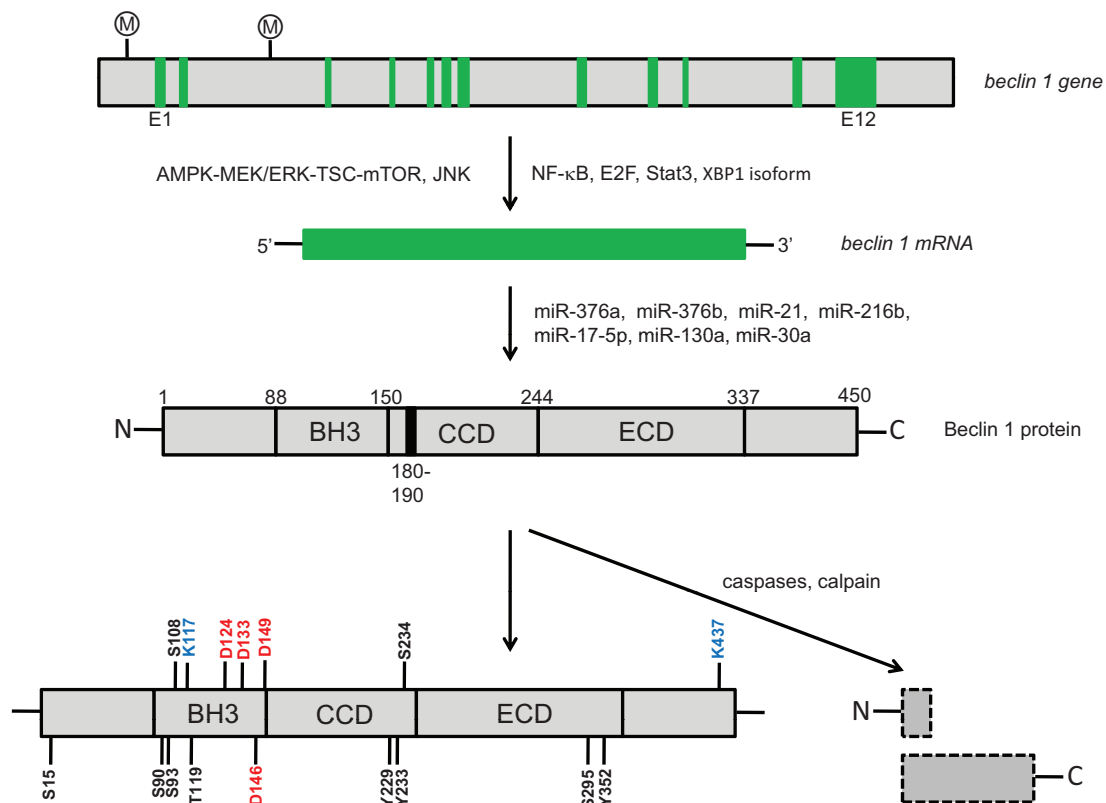 M M
beclin 1 gene
E1 E12
AMPK-MEK/ERK-TSC-mTOR, JNK NF-κB, E2F, Stat3, XBP1 isoform
5’ 3’ beclin 1 mRNA
miR-376a, miR-376b, miR-21, miR-216b,
miR-17-5p, miR-130a, miR-30a
1 88 150 244 337 450
N BH3 CCD ECD C Beclin 1 protein
180-
190
caspases, calpain
S108 K117 D124 D133 D149 S234 K437
BH3 CCD ECD N
S15 S90 S93 T119 D146 Y229 Y233 S295 Y352
C